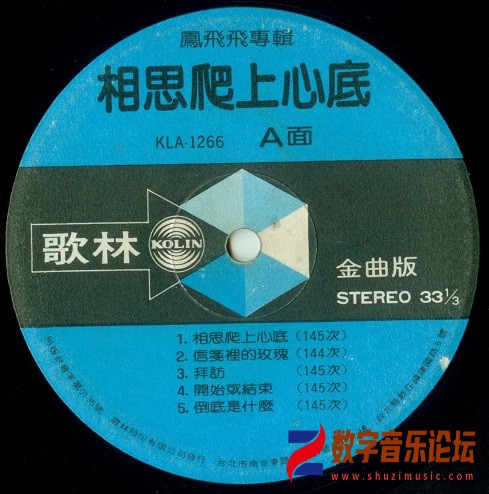 鳳飛飛專輯
相思爬上心底
KLA-1266 A面
歌林
KOLIN
金曲版
STEREO 33 1/3
1. 相思爬上心底(145次)
2. 信箋裡的玫瑰(144次)
3. 拜訪 (145次)
4. 開始或結束 (145次)
5. 倒底是什麼 (145次)
歌林股份有限公司發行
台北市南京東路
数字音乐论坛
www.shuzimusic.com